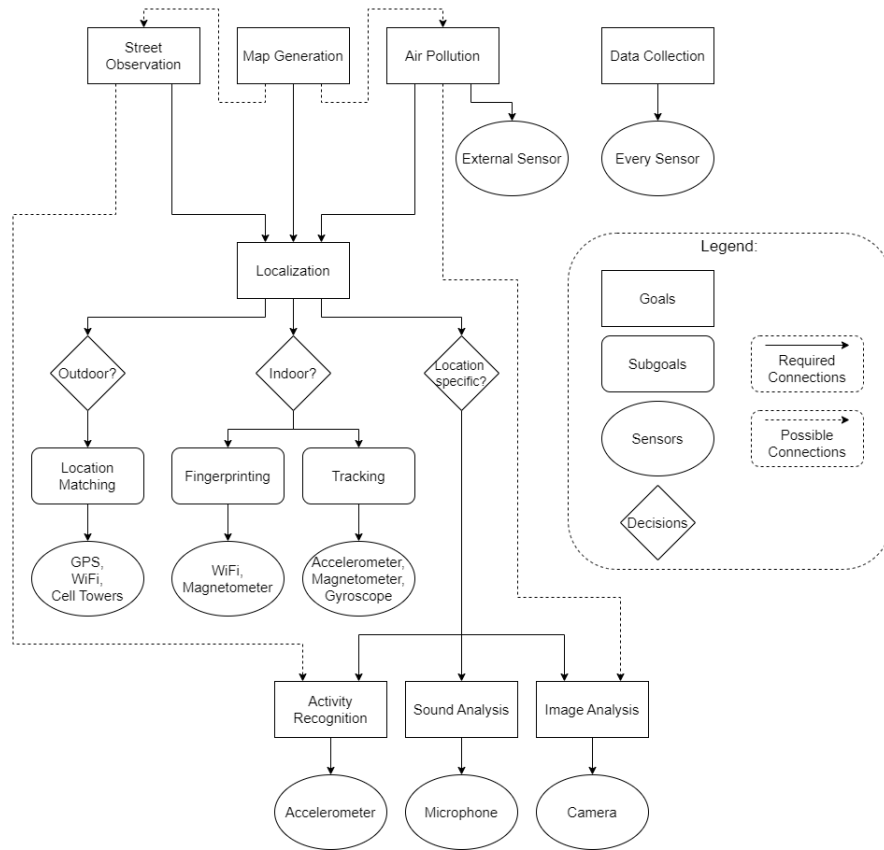 Street
Observation
Map Generation
Air Pollution
Data Collection
External Sensor
Every Sensor
Localization
Legend:
Goals
Subgoals
Required
Connections
Sensors
Possible
Connections
Decisions
Outdoor?
Indoor?
Location
specific?
Location
Matching
Fingerprinting
Tracking
GPS,
WiFi,
Cell Towers
WiFi,
Magnetometer
Accelerometer,
Magnetometer,
Gyroscope
Activity
Recognition
Sound Analysis
Image Analysis
Accelerometer
Microphone
Camera